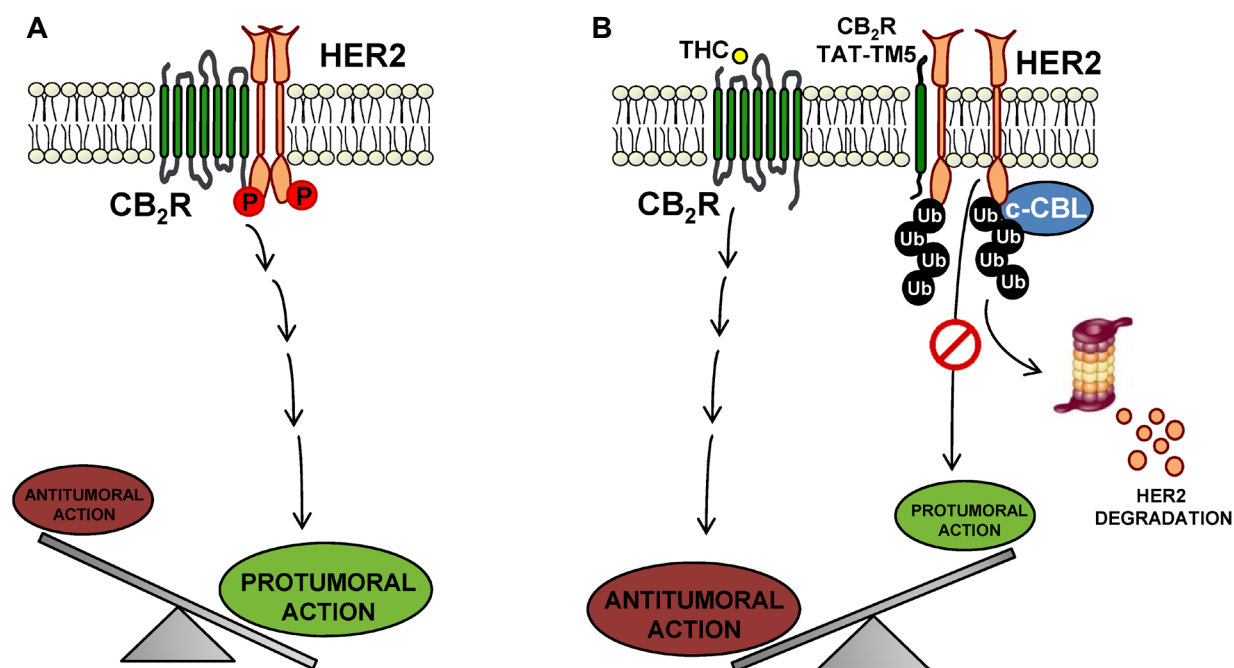 A
HER2
CB₂R
P
P
ANTITUMORAL
ACTION
PROTUMORAL
ACTION
B
THC
CB₂R
TAT-TM5
HER2
CB₂R
c-CBL
Ub
Ub
Ub
Ub
Ub
Ub
Ub
Ub
HER2
DEGRADATION
PROTUMORAL
ACTION
ANTITUMORAL
ACTION